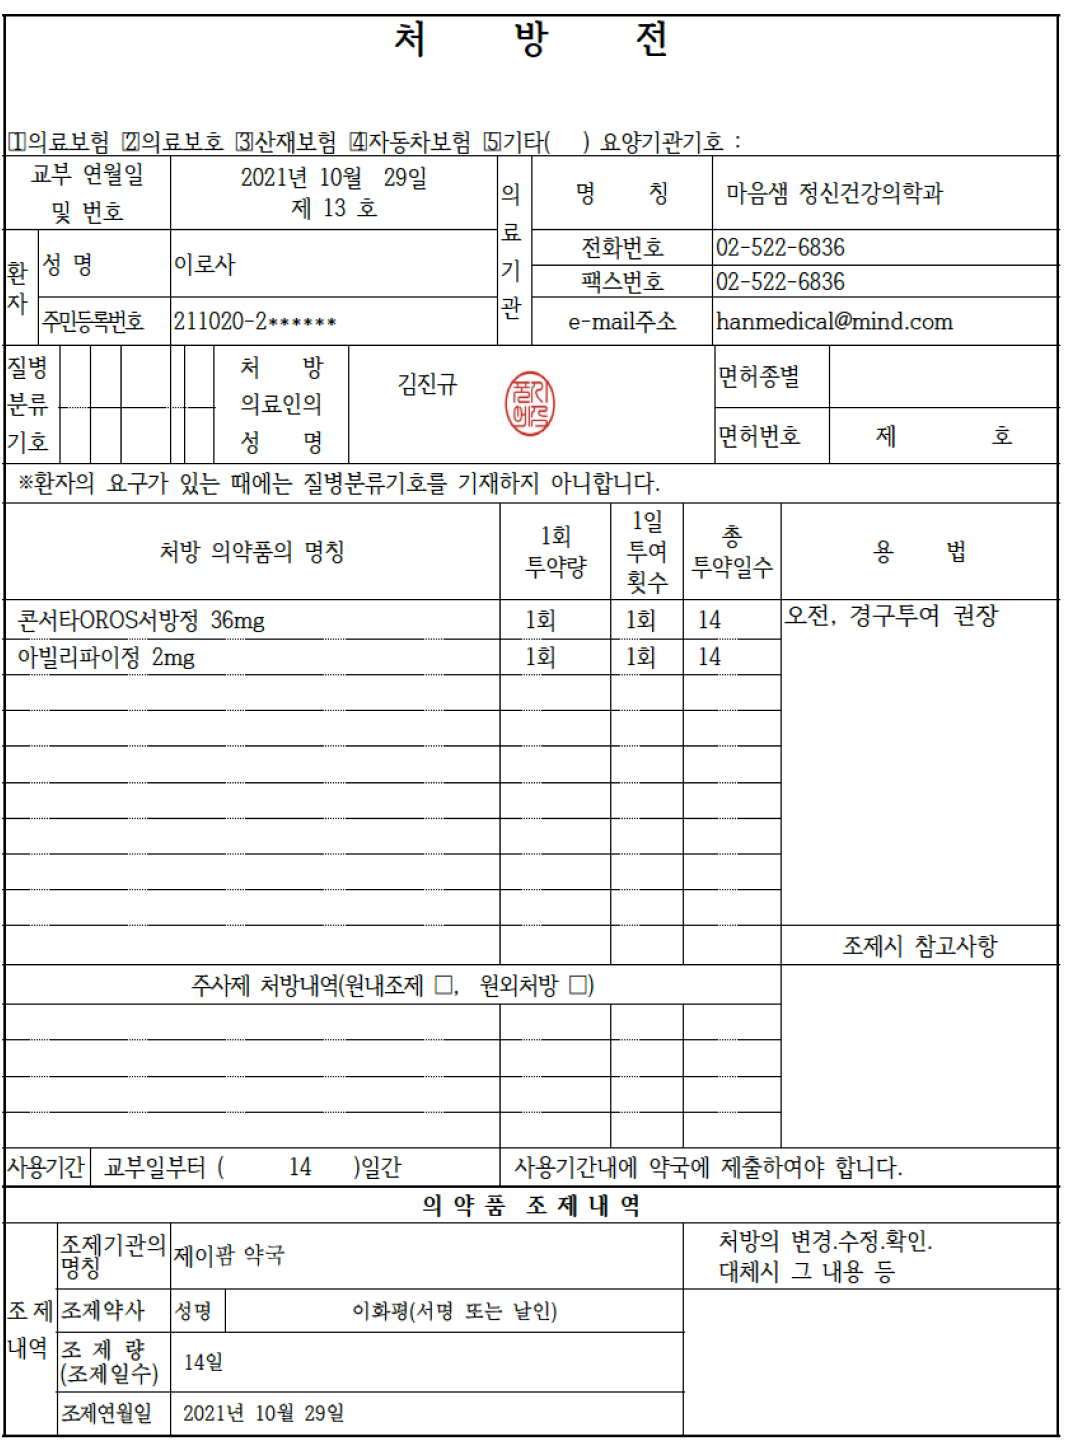 처 방 전
1의료보험 2의료보호 3산재보험 4자동차보험 5기타( ) 요양기관기호 :
교부 연월일
및 번호
2021년 10월 29일
제 13 호
환자
성 명
이로사
주민등록번호
211020-2******
의료기관
명 칭
마음샘 정신건강의학과
전화번호
02-522-6836
팩스번호
02-522-6836
e-mail주소
hanmedical@mind.com
질병
분류
기호
처 방
의료인의
성 명
김진규
면허종별
면허번호
제 호
※환자의 요구가 있는 때에는 질병분류기호를 기재하지 아니합니다.
처방 의약품의 명칭
1회
투약량
1일
투여
횟수
총
투약일수
용 법
콘서타OROS서방정 36mg 1회 1회 14
오전, 경구투여 권장
아빌리파이정 2mg 1회 1회 14
조제시 참고사항
주사제 처방내역(원내조제 □, 원외처방 □)
사용기간 교부일부터 ( 14 )일간
사용기간내에 약국에 제출하여야 합니다.
의 약 품 조 제 내 역
조 제
내역
조제기관의
명칭
제이팜 약국
처방의 변경.수정.확인.
대체시 그 내용 등
조제약사
성명
이화평(서명 또는 날인)
조 제 량
(조제일수)
14일
조제연월일
2021년 10월 29일